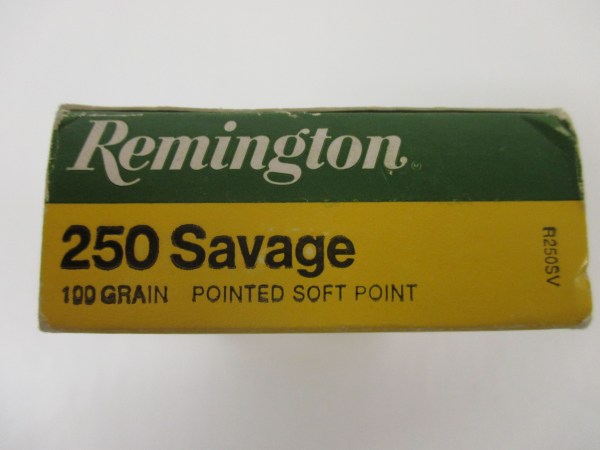 Remington
250 Savage
100 GRAIN POINTED SOFT POINT
R250SV